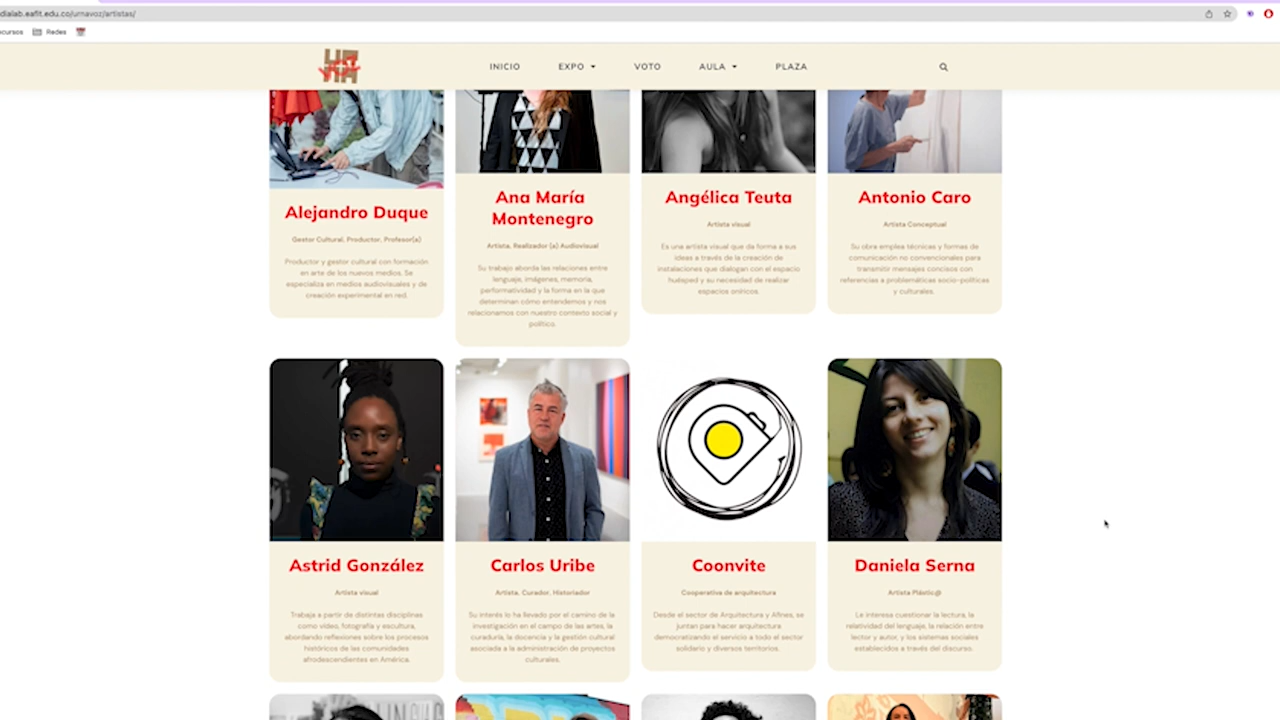 dialab.eafit.edu.co/urnavoz/artistas/
ecursos Redes
INICIO EXPO VOTO AULA PLAZA
Alejandro Duque
Gestor Cultural, Productor, Profesor(a)
Productor y gestor cultural con formación
en arte de los nuevos medios. Se
especializa en medios audiovisuales y de
creación experimental en red.
Ana María
Montenegro
Artista, Realizador (a) Audiovisual
Su trabajo aborda las relaciones entre
lenguaje, imágenes, memoria,
performatividad y la forma en la que
determinan cómo entendemos y nos
relacionamos con nuestro contexto social y
político.
Angélica Teuta
Artista visual
Es una artista visual que da forma a sus
ideas a través de la creación de
instalaciones que dialogan con el espacio
huésped y su necesidad de realizar
espacios oníricos.
Antonio Caro
Artista Conceptual
Su obra emplea técnicas y formas de
comunicación no convencionales para
transmitir mensajes concisos con
referencias a problemáticas socio-políticas
y culturales.
Astrid González
Artista visual
Trabaja a partir de distintas disciplinas
como video, fotografía y escultura,
abordando reflexiones sobre los procesos
históricos de las comunidades
afrodescendientes en América.
Carlos Uribe
Artista, Curador, Historiador
Su interés lo ha llevado por el camino de la
investigación en el campo de las artes, la
curaduría, la docencia y la gestión cultural
asociada a la administración de proyectos
culturales.
Coonvite
Cooperativa de arquitectura
Desde el sector de Arquitectura y Afines, se
juntan para hacer arquitectura
democratizando el servicio a todo el sector
solidario y diversos territorios.
Daniela Serna
Artista Plástic@
Le interesa cuestionar la lectura, la
relatividad del lenguaje, la relación entre
lector y autor, y los sistemas sociales
establecidos a través del discurso.